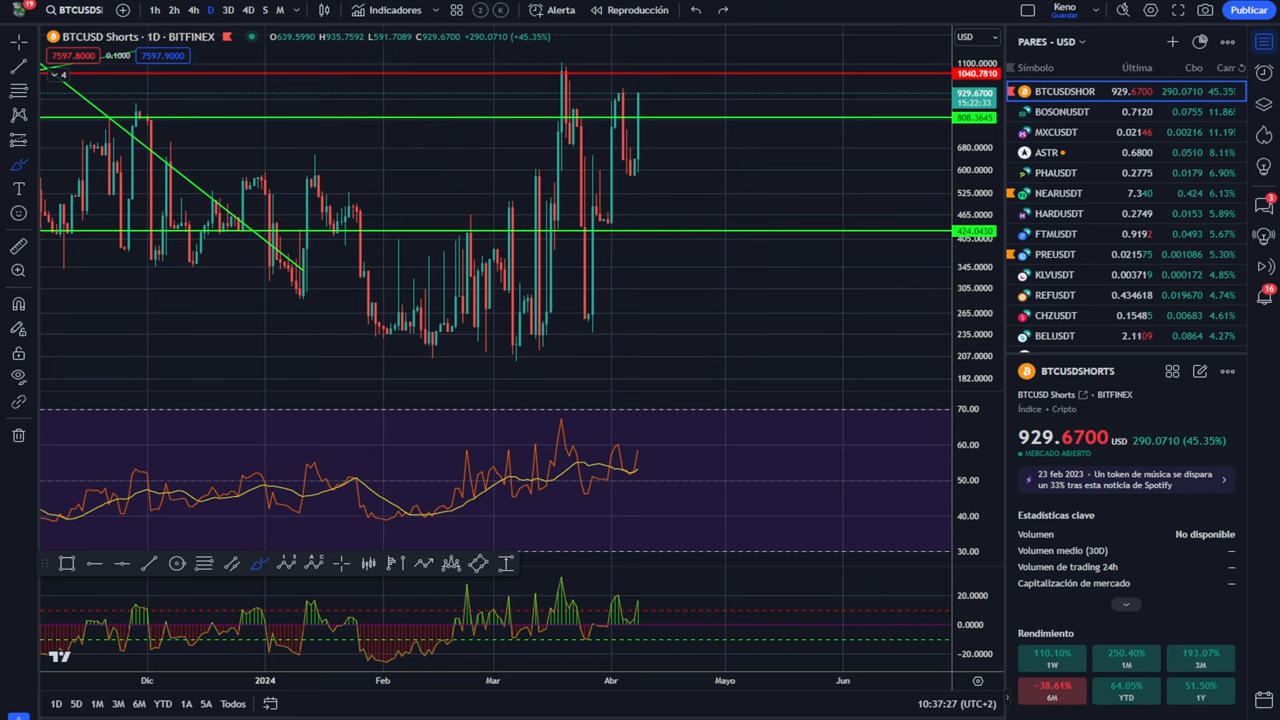 19
BTCUSDS
1h 2h 4h D 3D 4D S M
Indicadores
2 K
Alerta
Reproducción
Keno
Guardar
Publicar
BTCUSD Shorts · 1D · BITFINEX
O639.5990 H935.7592 L591.7089 C929.6700 +290.0710 (+45.35%)
7597.8000 0.1000 7597.9000
4
USD
1100.0000
1040.7810
929.6700
15:22:33
808.3645
680.0000
600.0000
525.0000
465.0000
424.0430
405.0000
345.0000
305.0000
265.0000
235.0000
207.0000
182.0000
70.00
60.00
50.00
40.00
30.00
20.0000
0.0000
−20.0000
Dic 2024 Feb Mar Abr Mayo Jun
1D 5D 1M 3M 6M YTD 1A 5A Todos
10:37:27 (UTC+2)
PARES - USD
Símbolo Última Cbo Cam
BTCUSDSHOR 929.6700 290.0710 45.35%
BOSONUSDT 0.7120 0.0755 11.86%
MXCUSDT 0.02146 0.00216 11.19%
ASTR 0.6800 0.0510 8.11%
PHAUSDT 0.2775 0.0179 6.90%
NEARUSDT 7.340 0.424 6.13%
HARDUSDT 0.2749 0.0153 5.89%
FTMUSDT 0.9192 0.0493 5.67%
PREUSDT 0.021575 0.001086 5.30%
KLVUSDT 0.003719 0.000172 4.85%
REFUSDT 0.434618 0.019670 4.74%
CHZUSDT 0.15485 0.00683 4.61%
BELUSDT 2.1109 0.0864 4.27%
BTCUSDSHORTS
BTCUSD Shorts · BITFINEX
Índice · Cripto
929.6700 USD 290.0710 (45.35%)
MERCADO ABIERTO
23 feb 2023 · Un token de música se dispara
un 33% tras esta noticia de Spotify
Estadísticas clave
Volumen No disponible
Volumen medio (30D) —
Volumen de trading 24h —
Capitalización de mercado —
Rendimiento
110.10% 250.40% 193.07%
1W 1M 3M
−38.61% 64.05% 51.50%
6M YTD 1Y
3
16